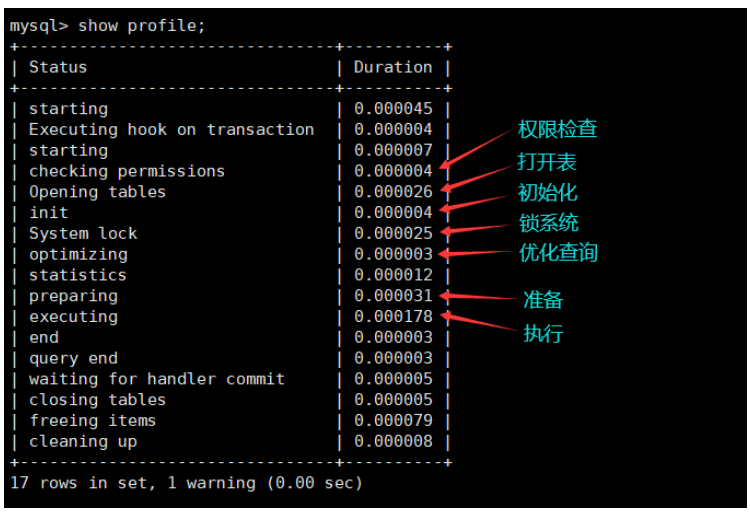 mysql> show profile;
+--------------------------------+----------+
| Status                         | Duration |
+--------------------------------+----------+
| starting                       | 0.000045 |
| Executing hook on transaction  | 0.000004 | 权限检查
| starting                       | 0.000007 |
| checking permissions           | 0.000004 | 打开表
| Opening tables                 | 0.000026 |
| init                           | 0.000004 | 初始化
| System lock                    | 0.000025 | 锁系统
| optimizing                     | 0.000003 | 优化查询
| statistics                     | 0.000012 |
| preparing                      | 0.000031 | 准备
| executing                      | 0.000178 | 执行
| end                            | 0.000003 |
| query end                      | 0.000003 |
| waiting for handler commit     | 0.000005 |
| closing tables                 | 0.000005 |
| freeing items                  | 0.000079 |
| cleaning up                    | 0.000008 |
+--------------------------------+----------+
17 rows in set, 1 warning (0.00 sec)